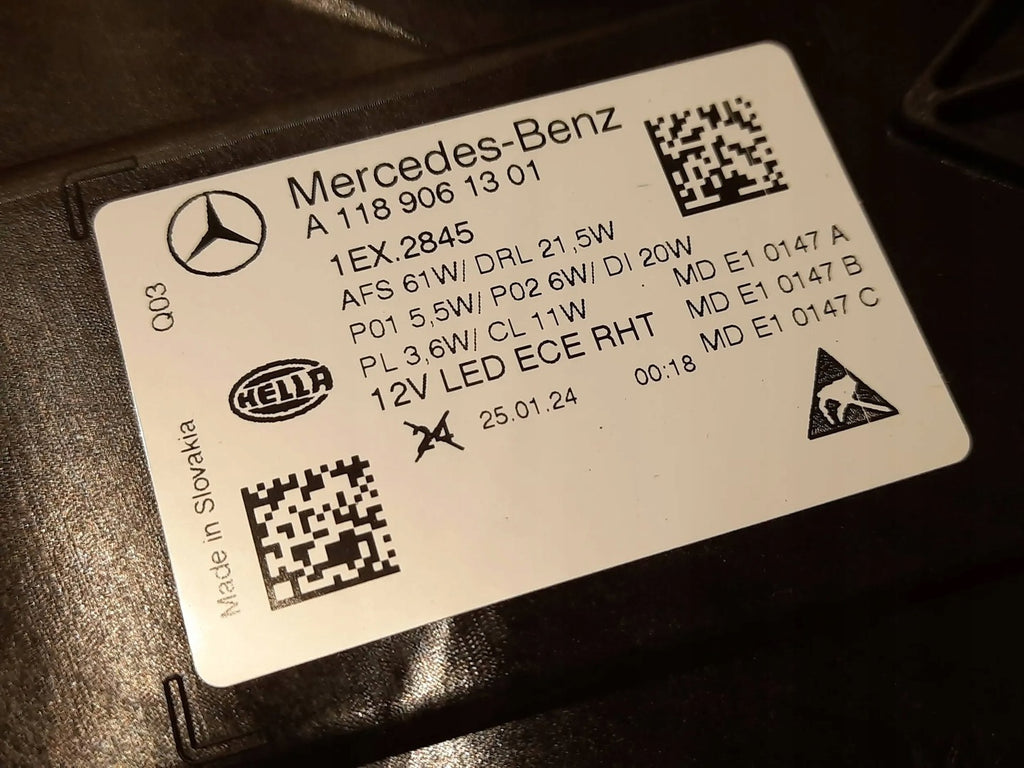 Mercedes-Benz
A 118 906 13 01
1EX.2845
AFS 61W/ DRL 21,5W
P01 5,5W/ P02 6W/ DI 20W
PL 3,6W/ CL 11W
12V LED ECE RHT
MD E1 0147 A
MD E1 0147 B
MD E1 0147 C
24 25.01.24 00:18
Q03
HELLA
Made in Slovakia